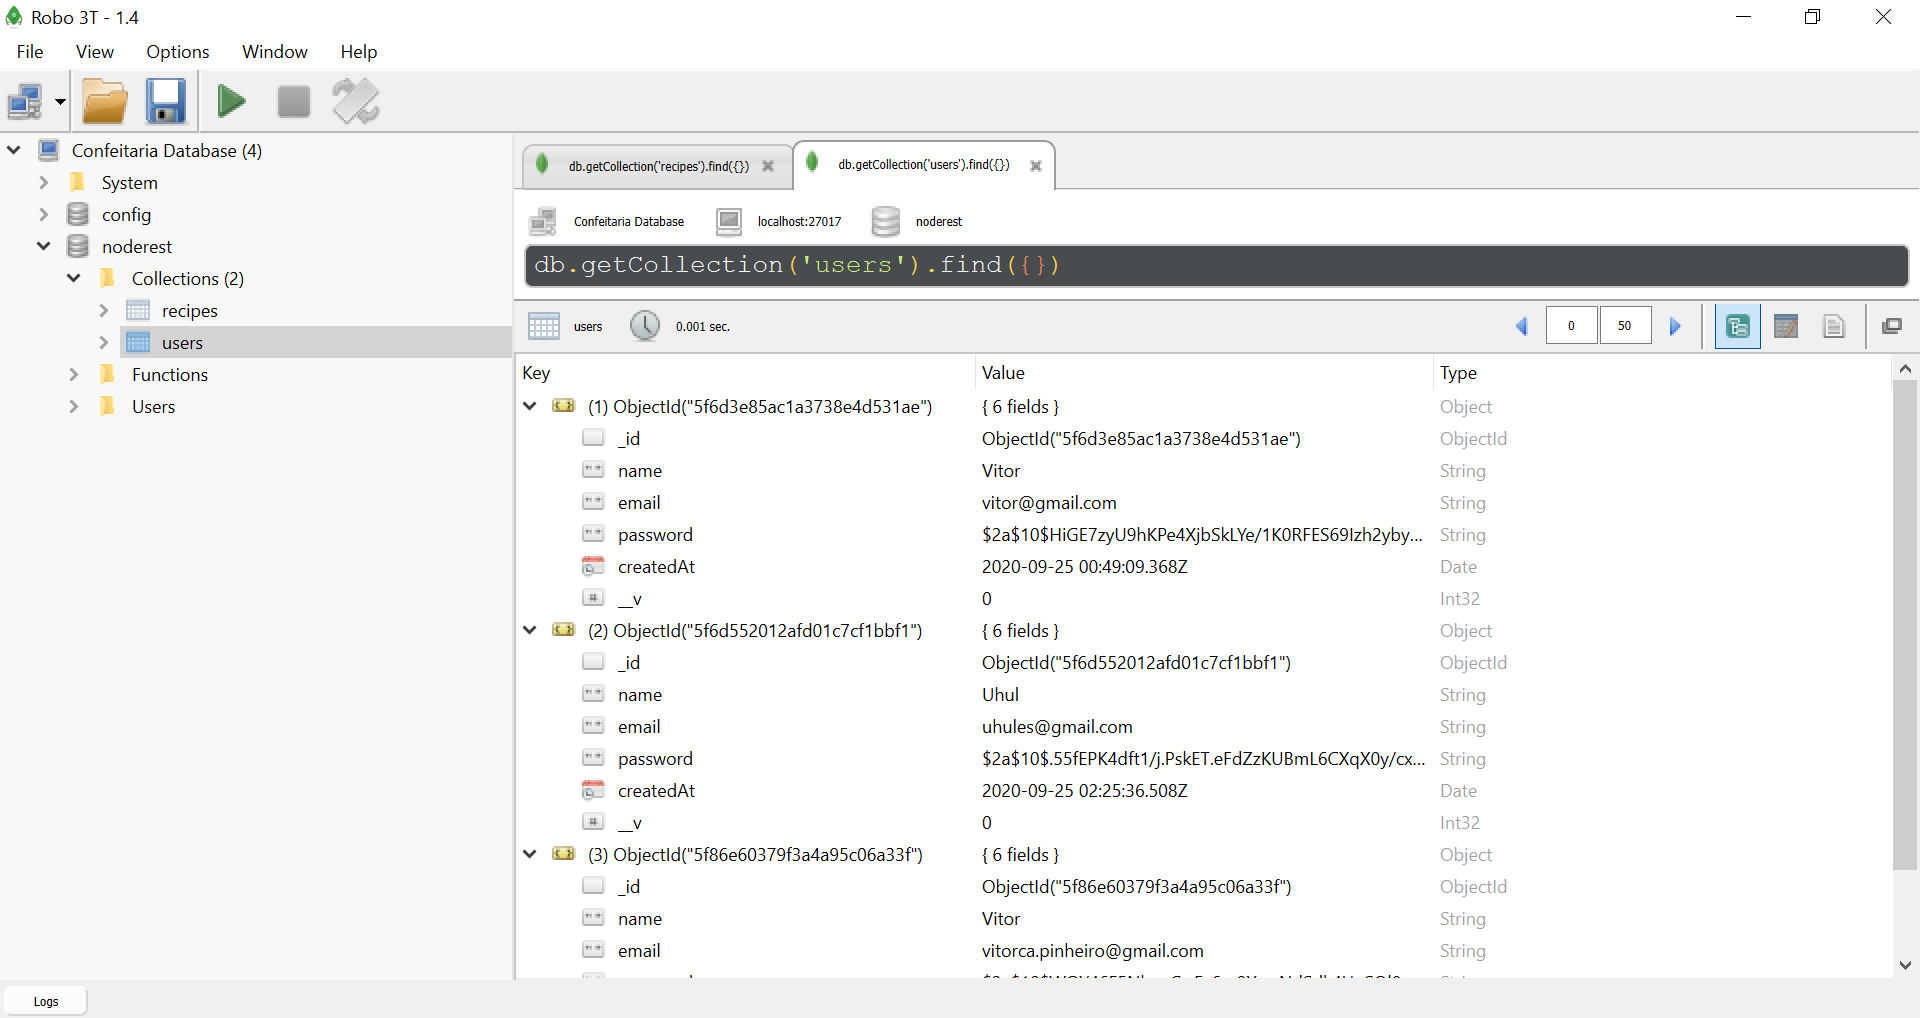 Robo 3T - 1.4
File View Options Window Help
Confeitaria Database (4)
System
config
noderest
Collections (2)
recipes
users
Functions
Users
db.getCollection('recipes').find({})
db.getCollection('users').find({})
Confeitaria Database localhost:27017 noderest
db.getCollection('users').find({})
users 0.001 sec. 0 50
Key Value Type
(1) ObjectId("5f6d3e85ac1a3738e4d531ae") { 6 fields } Object
_id ObjectId("5f6d3e85ac1a3738e4d531ae") ObjectId
name Vitor String
email vitor@gmail.com String
password $2a$10$HiGE7zyU9hKPe4XjbSkLYe/1K0RFES69Izh2yby... String
createdAt 2020-09-25 00:49:09.368Z Date
__v 0 Int32
(2) ObjectId("5f6d552012afd01c7cf1bbf1") { 6 fields } Object
_id ObjectId("5f6d552012afd01c7cf1bbf1") ObjectId
name Uhul String
email uhules@gmail.com String
password $2a$10$.55fEPK4dft1/j.PskET.eFdZzKUBmL6CXqX0y/cx... String
createdAt 2020-09-25 02:25:36.508Z Date
__v 0 Int32
(3) ObjectId("5f86e60379f3a4a95c06a33f") { 6 fields } Object
_id ObjectId("5f86e60379f3a4a95c06a33f") ObjectId
name Vitor String
email vitorca.pinheiro@gmail.com String
Logs